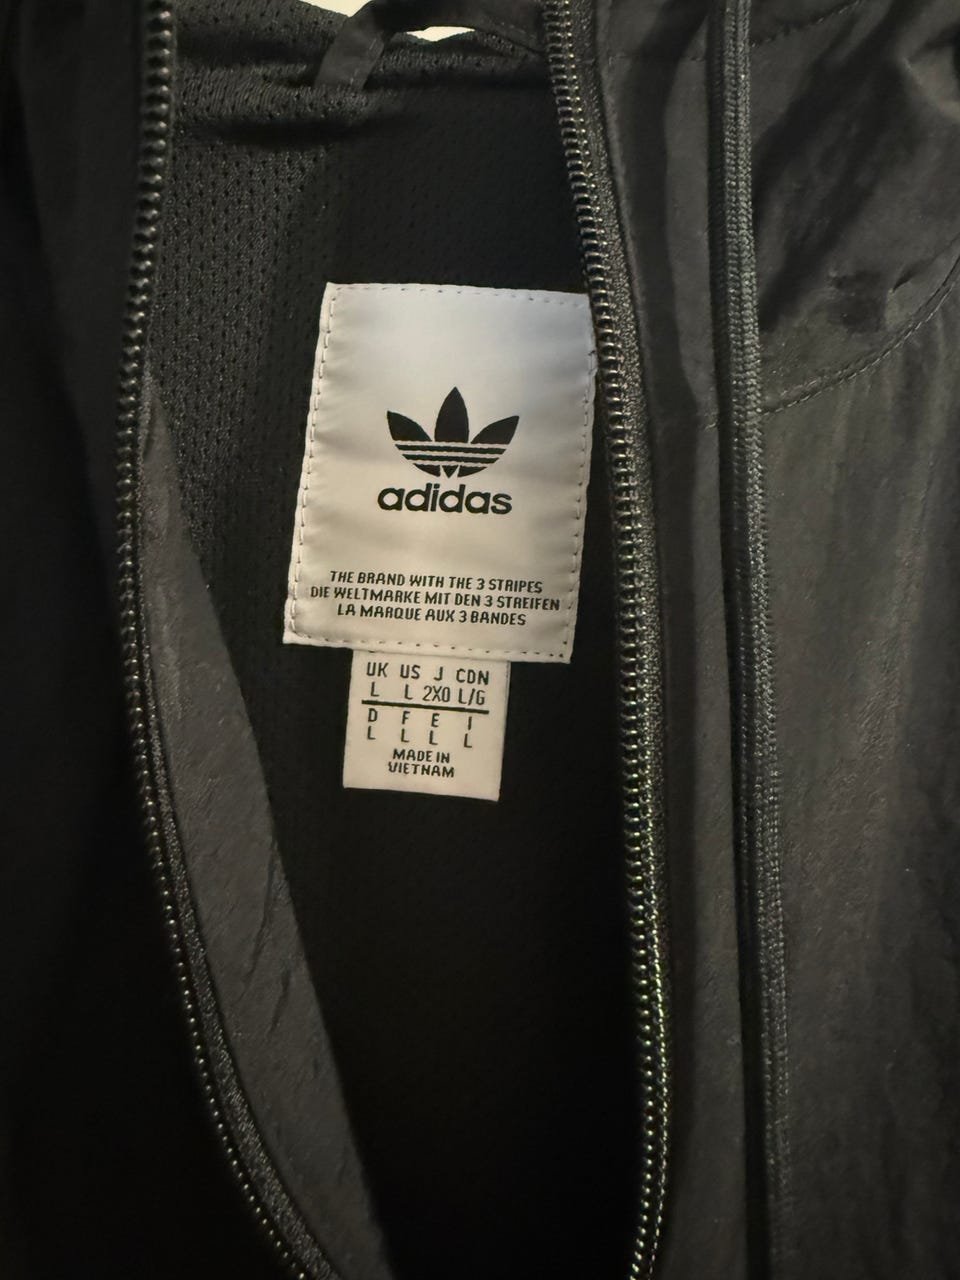 adidas
THE BRAND WITH THE 3 STRIPES
DIE WELTMARKE MIT DEN 3 STREIFEN
LA MARQUE AUX 3 BANDES
UK US J CDN
L L 2XO L/G
D F E I
L L L L
MADE IN
VIETNAM